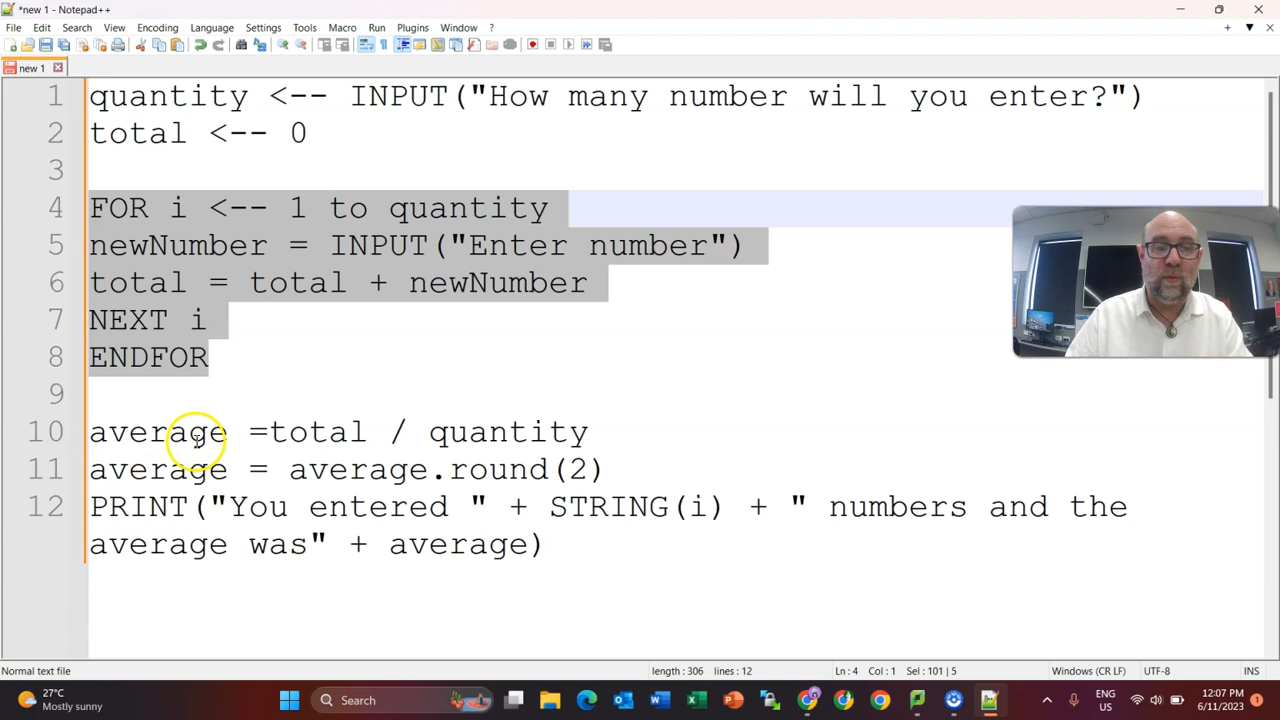 *new 1 - Notepad++
File Edit Search View Encoding Language Settings Tools Macro Run Plugins Window ?
new 1
1 quantity <-- INPUT("How many number will you enter?")
2 total <-- 0
3
4 FOR i <-- 1 to quantity
5 newNumber = INPUT("Enter number")
6 total = total + newNumber
7 NEXT i
8 ENDFOR
9
10 average =total / quantity
11 average = average.round(2)
12 PRINT("You entered " + STRING(i) + " numbers and the
average was" + average)
Normal text file length : 306 lines : 12 Ln : 4 Col : 1 Sel : 101 | 5 Windows (CR LF) UTF-8 INS
27°C
Mostly sunny
Search
ENG
US
12:07 PM
6/11/2023